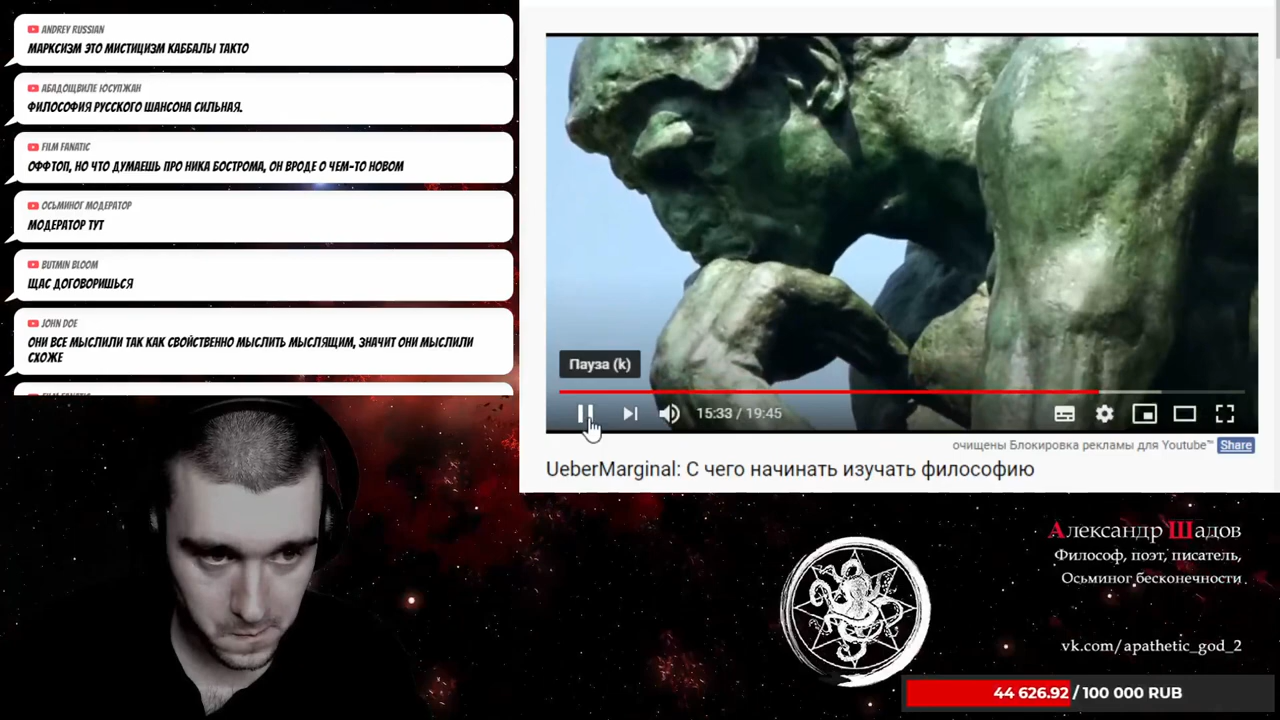 ANDREY RUSSIAN
МАРКСИЗМ ЭТО МИСТИЦИЗМ КАББАЛЫ ТАКТО
АБАДОЩВИЛЕ ЮСУПЖАН
ФИЛОСОФИЯ РУССКОГО ШАНСОНА СИЛЬНАЯ.
FILM FANATIC
ОФФТОП, НО ЧТО ДУМАЕШЬ ПРО НИКА БОСТРОМА, ОН ВРОДЕ О ЧЕМ-ТО НОВОМ
ОСЬМИНОГ МОДЕРАТОР
МОДЕРАТОР ТУТ
BUTMIN BLOOM
ЩАС ДОГОВОРИШЬСЯ
JOHN DOE
ОНИ ВСЕ МЫСЛИЛИ ТАК КАК СВОЙСТВЕННО МЫСЛИТЬ МЫСЛЯЩИМ, ЗНАЧИТ ОНИ МЫСЛИЛИ
СХОЖЕ
Пауза (k)
15:33 / 19:45
очищены Блокировка рекламы для Youtube™ Share
UeberMarginal: С чего начинать изучать философию
Александр Шадов
Философ, поэт, писатель,
Осьминог бесконечности
vk.com/apathetic_god_2
44 626.92 / 100 000 RUB